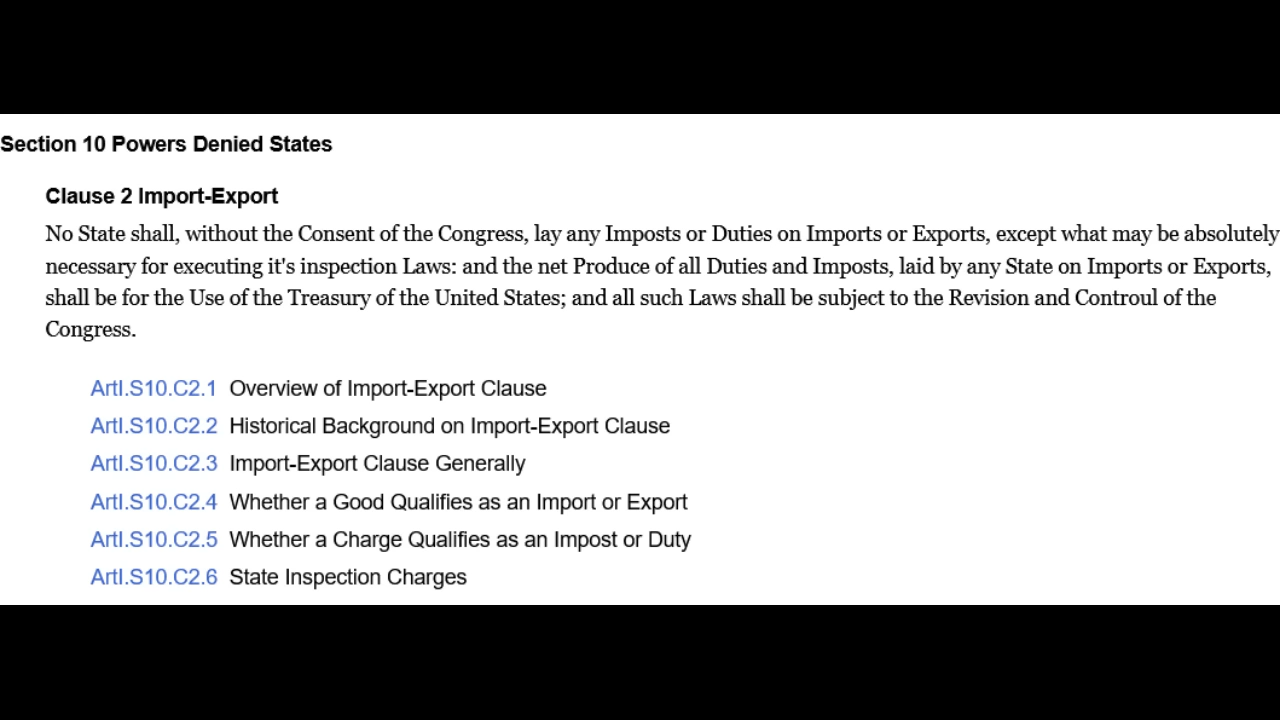 Section 10 Powers Denied States
Clause 2 Import-Export
No State shall, without the Consent of the Congress, lay any Imposts or Duties on Imports or Exports, except what may be absolutely
necessary for executing it's inspection Laws: and the net Produce of all Duties and Imposts, laid by any State on Imports or Exports,
shall be for the Use of the Treasury of the United States; and all such Laws shall be subject to the Revision and Controul of the
Congress.
ArtI.S10.C2.1 Overview of Import-Export Clause
ArtI.S10.C2.2 Historical Background on Import-Export Clause
ArtI.S10.C2.3 Import-Export Clause Generally
ArtI.S10.C2.4 Whether a Good Qualifies as an Import or Export
ArtI.S10.C2.5 Whether a Charge Qualifies as an Impost or Duty
ArtI.S10.C2.6 State Inspection Charges